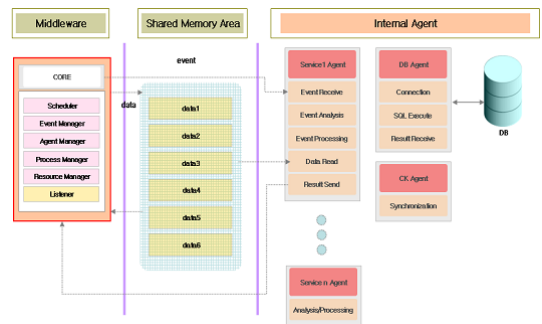 Middleware
Shared Memory Area
Internal Agent
event
data
CORE
Scheduler
Event Manager
Agent Manager
Process Manager
Resource Manager
Listener
data1
data2
data3
data4
data5
data6
Service1 Agent
Event Receive
Event Analysis
Event Processing
Data Read
Result Send
DB Agent
Connection
SQL Execute
Result Receive
DB
CK Agent
Synchronization
Service n Agent
Analysis/Processing